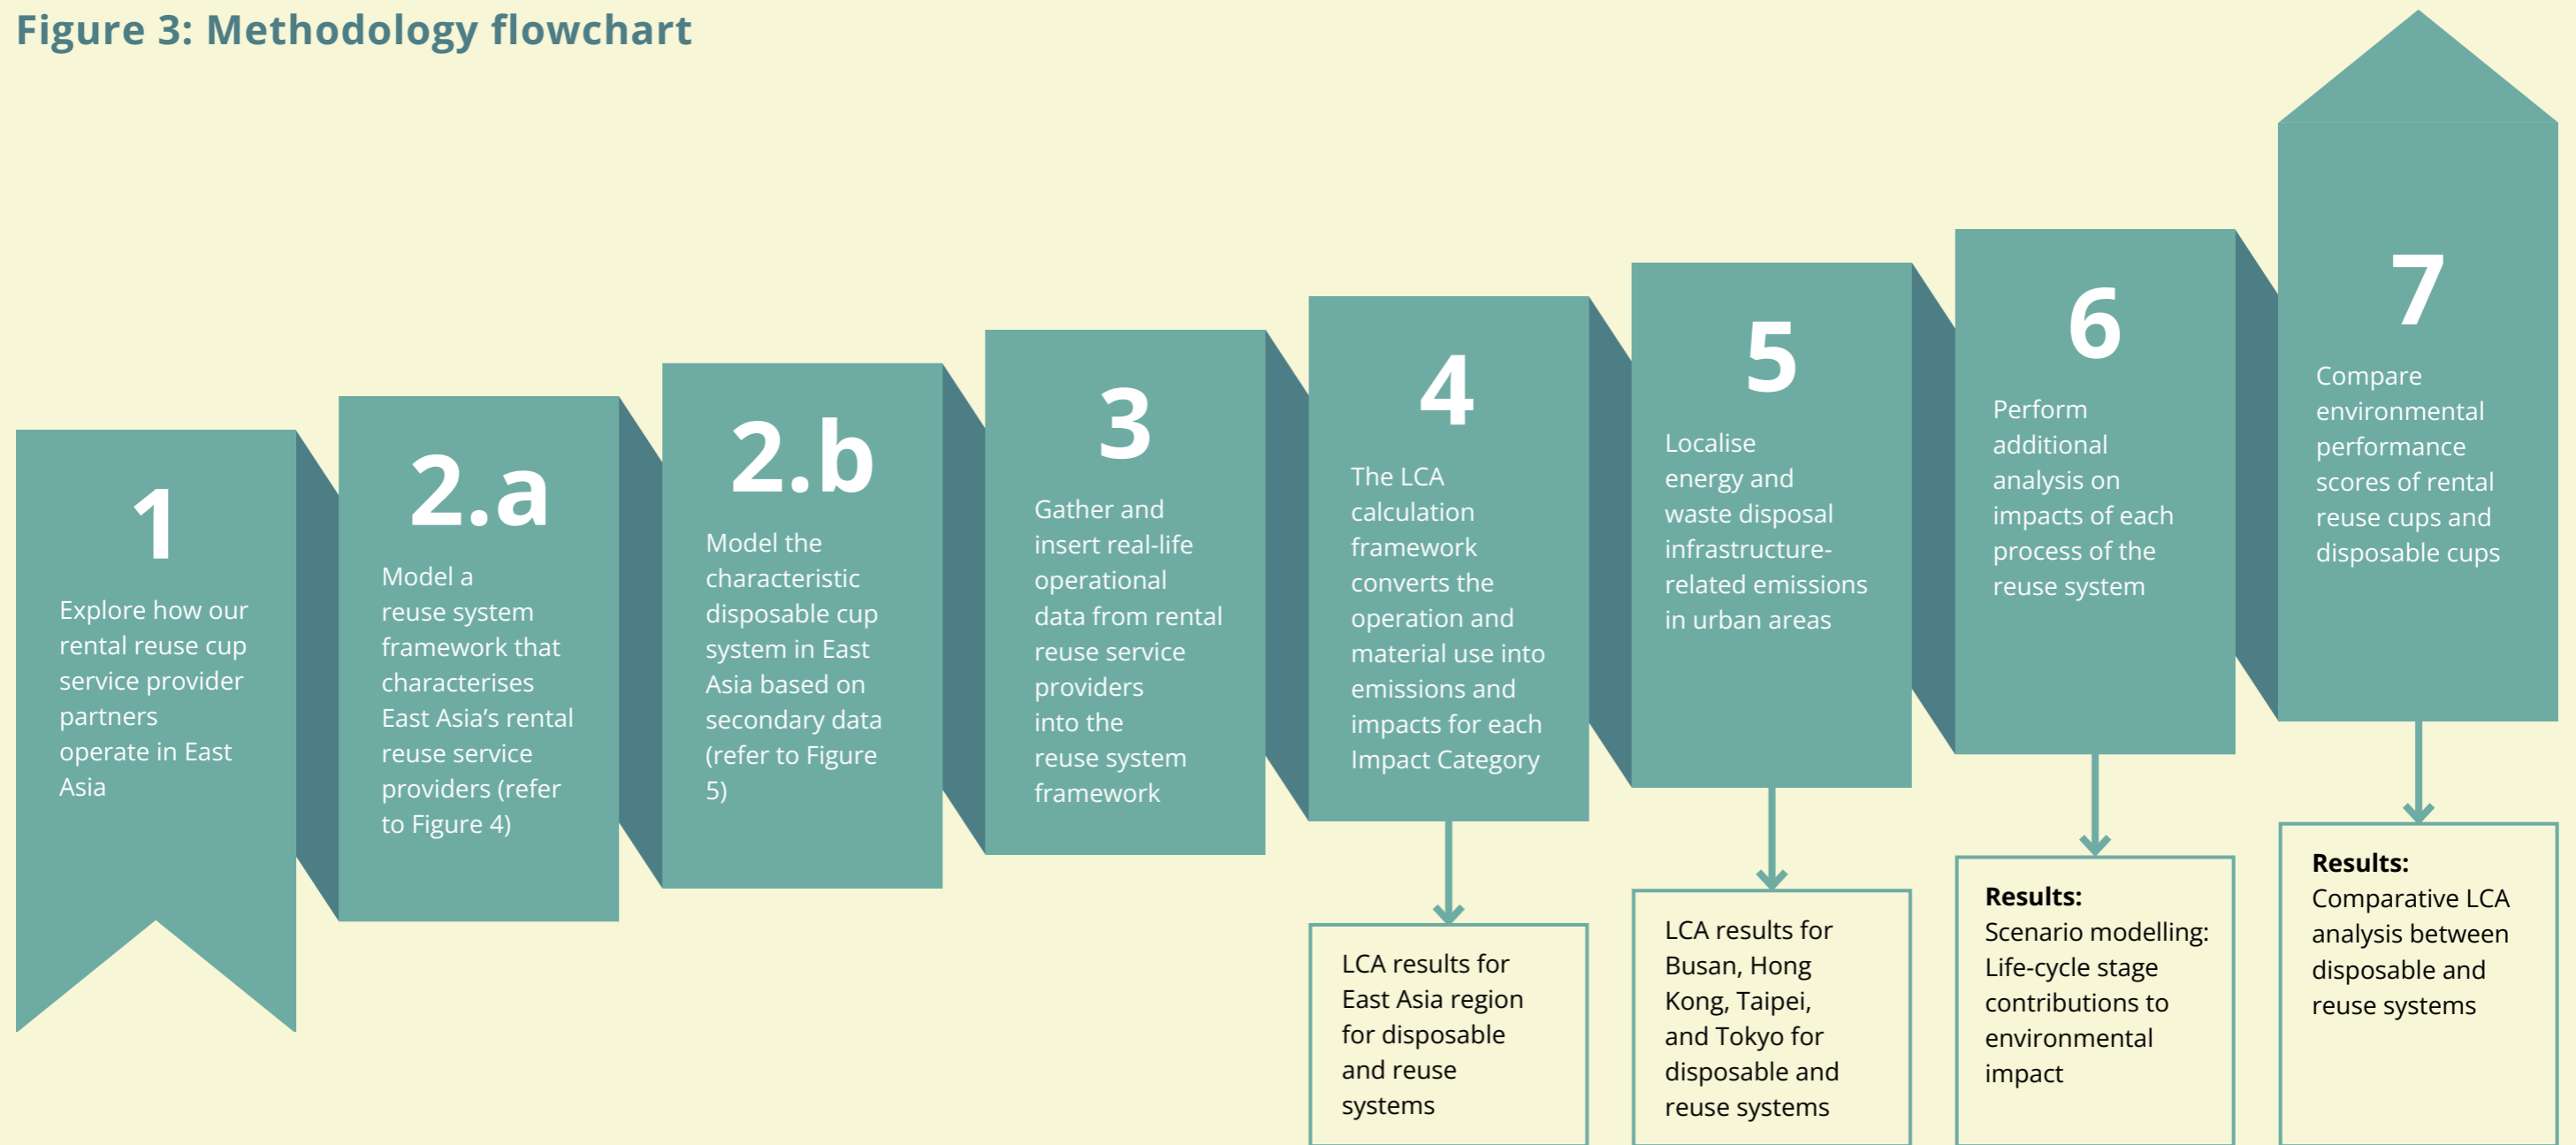 Figure 3: Methodology flowchart
1
Explore how our
rental reuse cup
service provider
partners
operate in East
Asia
2.a
Model a
reuse system
framework that
characterises
East Asia’s rental
reuse service
providers (refer
to Figure 4)
2.b
Model the
characteristic
disposable cup
system in East
Asia based on
secondary data
(refer to Figure
5)
3
Gather and
insert real-life
operational
data from rental
reuse service
providers
into the
reuse system
framework
4
The LCA
calculation
framework
converts the
operation and
material use into
emissions and
impacts for each
Impact Category
LCA results for
East Asia region
for disposable
and reuse
systems
5
Localise
energy and
waste disposal
infrastructure-
related emissions
in urban areas
LCA results for
Busan, Hong
Kong, Taipei,
and Tokyo for
disposable and
reuse systems
6
Perform
additional
analysis on
impacts of each
process of the
reuse system
Results:
Scenario modelling:
Life-cycle stage
contributions to
environmental
impact
7
Compare
environmental
performance
scores of rental
reuse cups and
disposable cups
Results:
Comparative LCA
analysis between
disposable and
reuse systems